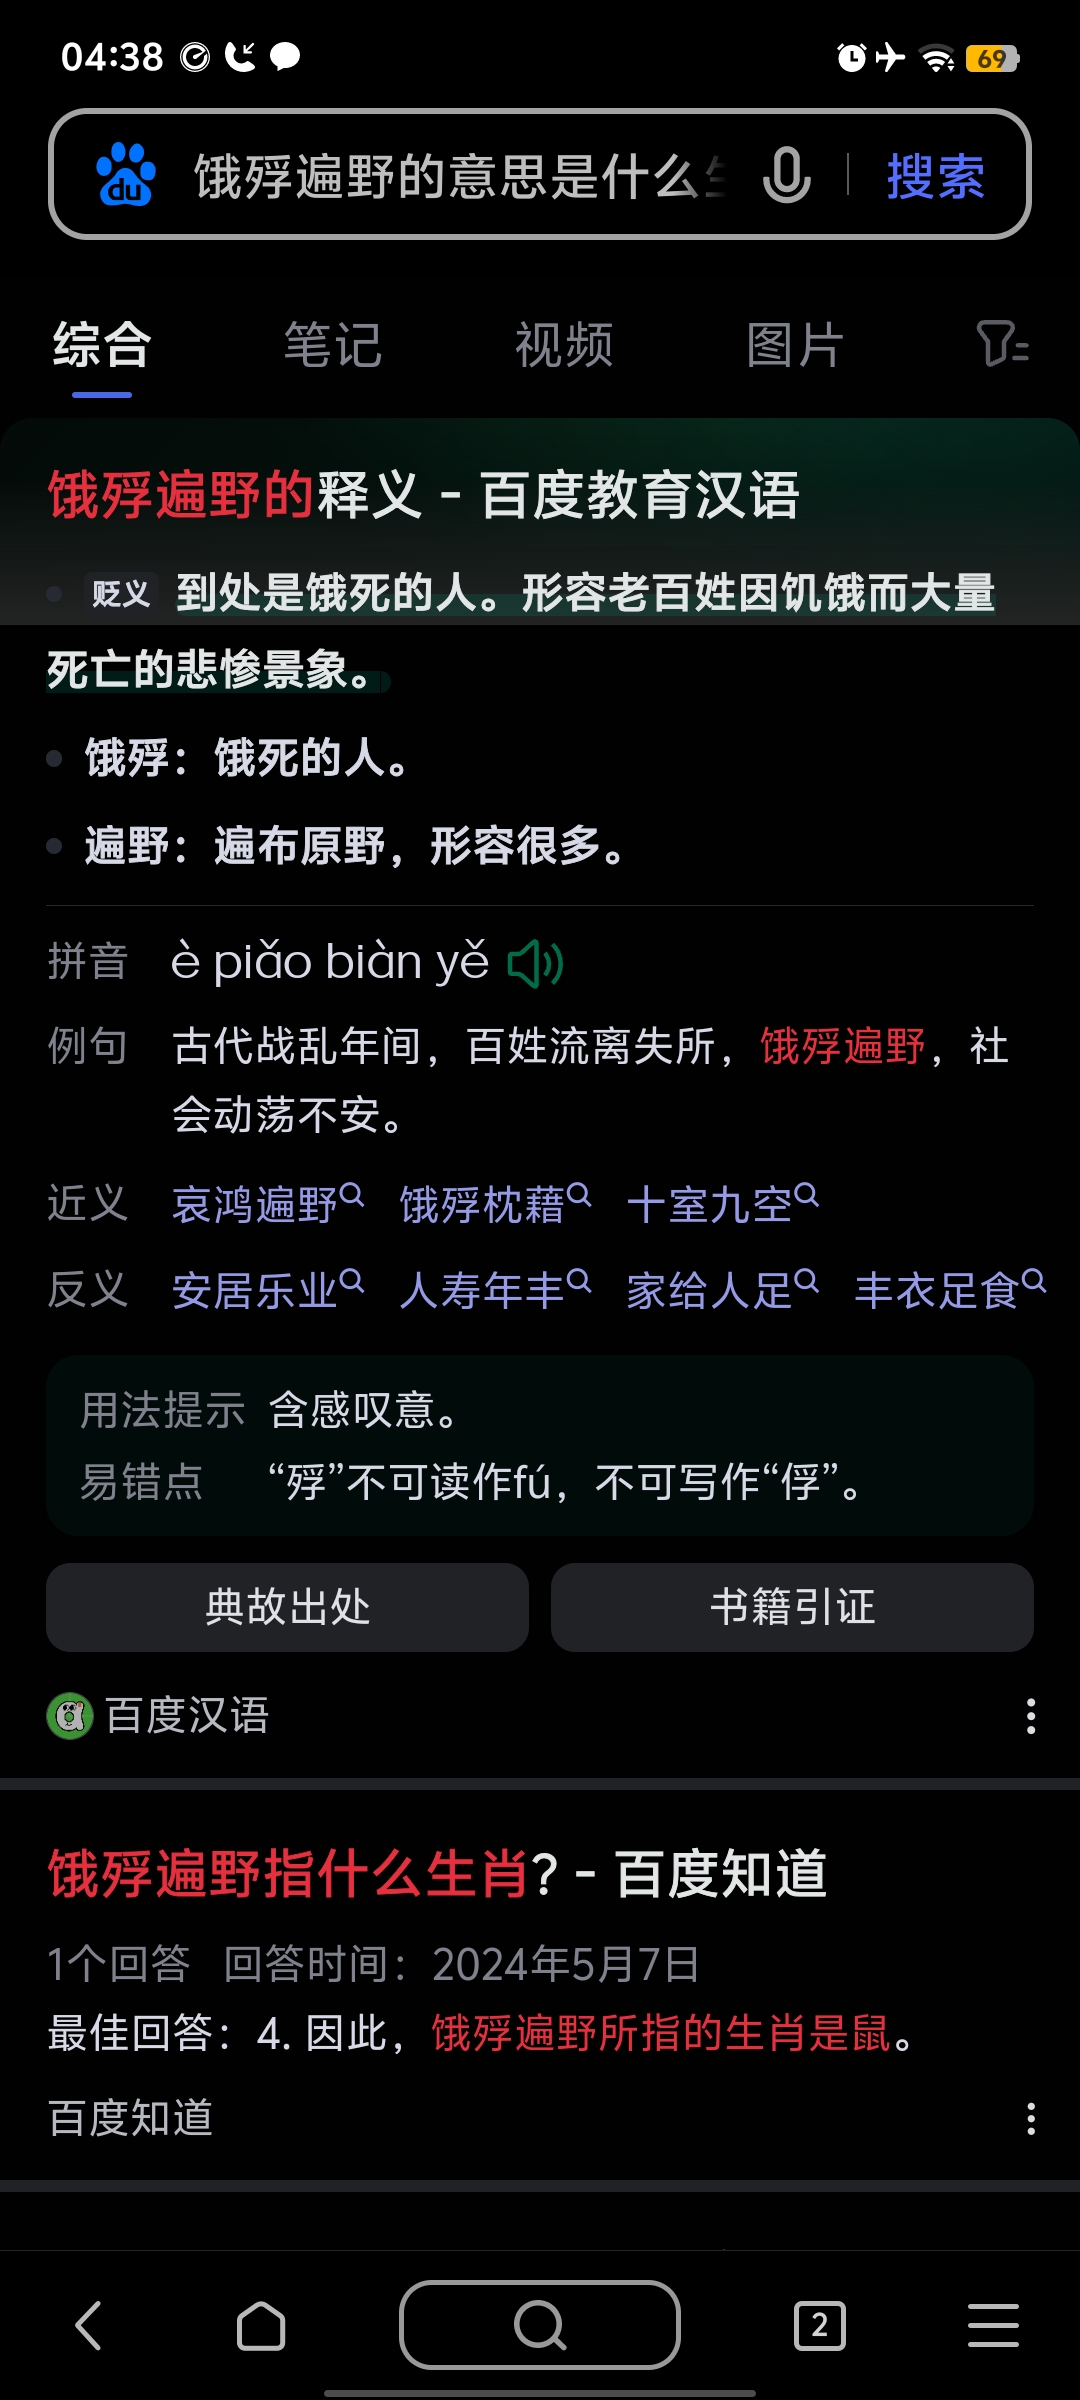 04:38
69
du
饿殍遍野的意思是什么
搜索
综合 笔记 视频 图片
饿殍遍野的释义 - 百度教育汉语
贬义 到处是饿死的人。形容老百姓因饥饿而大量
死亡的悲惨景象。
饿殍：饿死的人。
遍野：遍布原野，形容很多。
拼音 è piǎo biàn yě
例句 古代战乱年间，百姓流离失所，饿殍遍野，社
会动荡不安。
近义 哀鸿遍野 饿殍枕藉 十室九空
反义 安居乐业 人寿年丰 家给人足 丰衣足食
用法提示 含感叹意。
易错点 “殍”不可读作fú，不可写作“俘”。
典故出处 书籍引证
百度汉语
饿殍遍野指什么生肖? - 百度知道
1个回答 回答时间：2024年5月7日
最佳回答：4. 因此，饿殍遍野所指的生肖是鼠。
百度知道
2